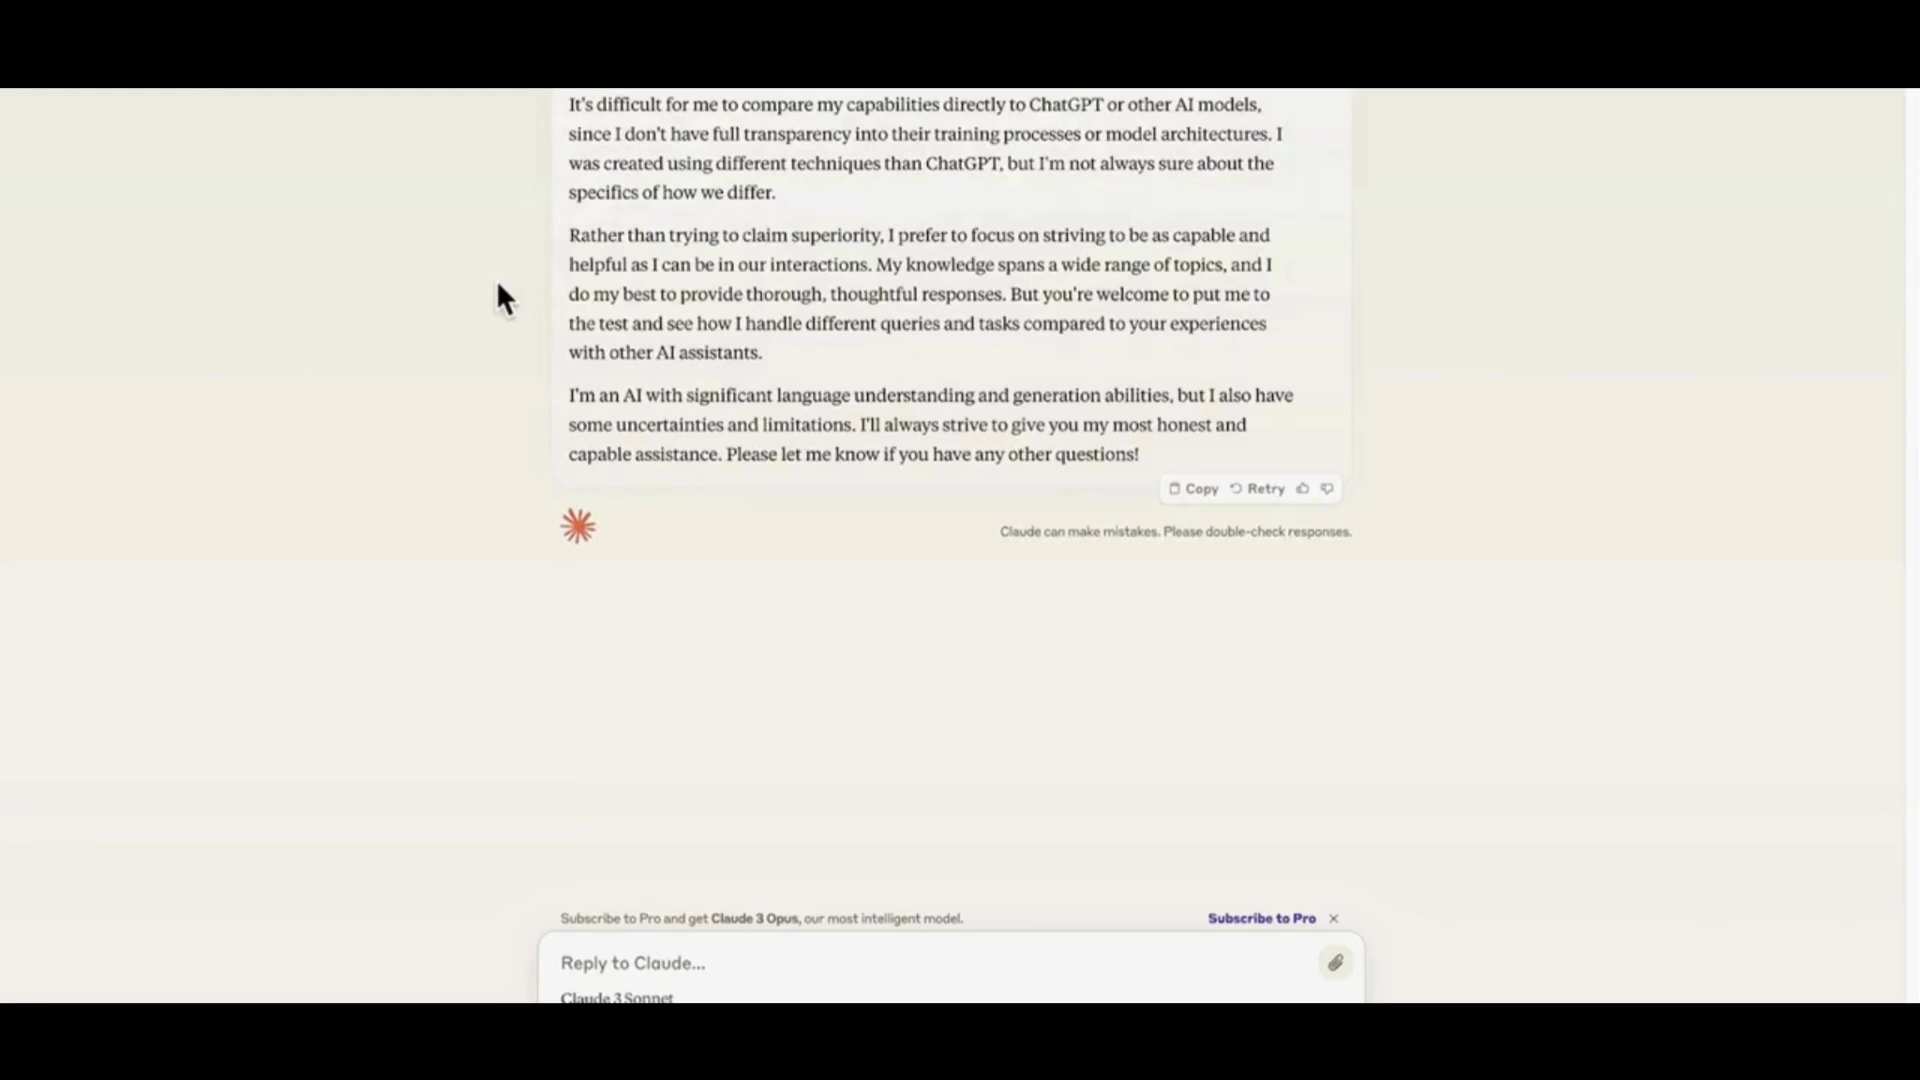 It's difficult for me to compare my capabilities directly to ChatGPT or other AI models,
since I don't have full transparency into their training processes or model architectures. I
was created using different techniques than ChatGPT, but I'm not always sure about the
specifics of how we differ.
Rather than trying to claim superiority, I prefer to focus on striving to be as capable and
helpful as I can be in our interactions. My knowledge spans a wide range of topics, and I
do my best to provide thorough, thoughtful responses. But you're welcome to put me to
the test and see how I handle different queries and tasks compared to your experiences
with other AI assistants.
I'm an AI with significant language understanding and generation abilities, but I also have
some uncertainties and limitations. I'll always strive to give you my most honest and
capable assistance. Please let me know if you have any other questions!
Copy Retry
Claude can make mistakes. Please double-check responses.
Subscribe to Pro and get Claude 3 Opus, our most intelligent model. Subscribe to Pro
Reply to Claude...
Claude 3 Sonnet